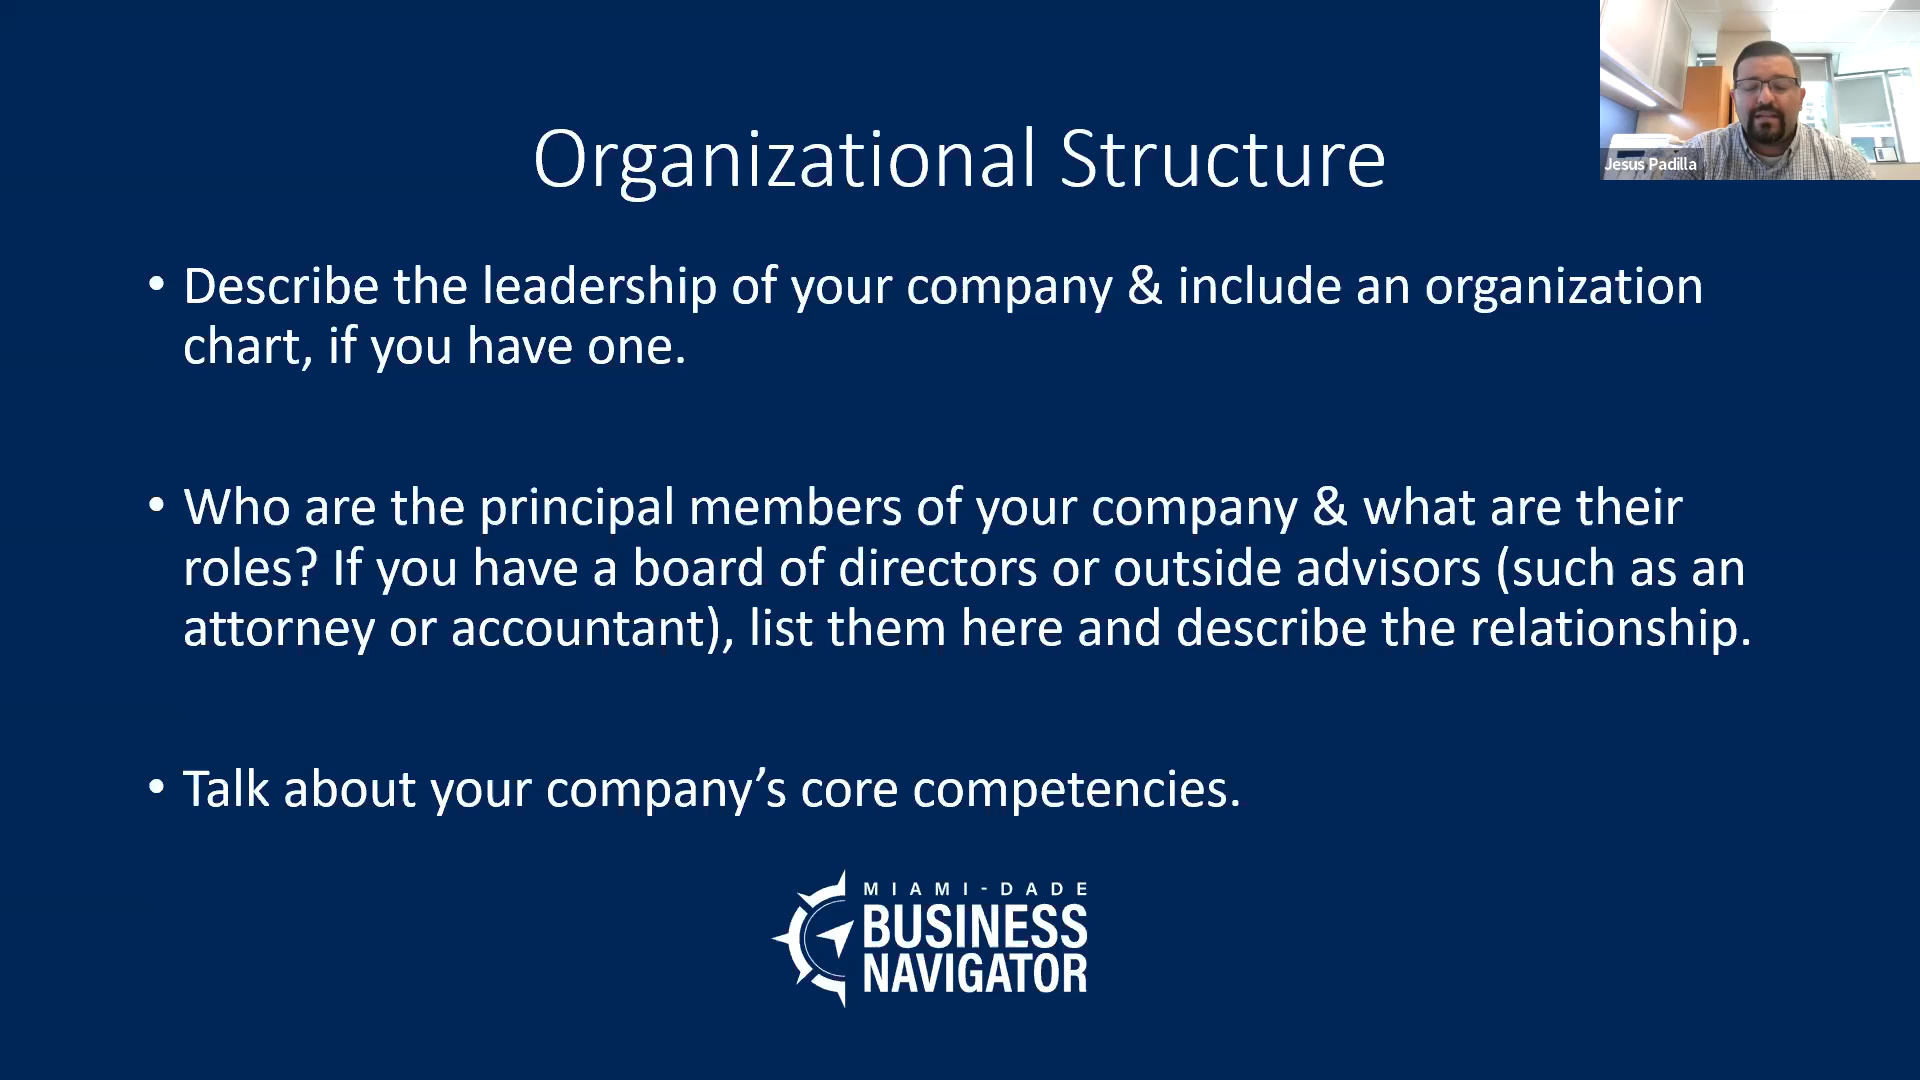 Organizational Structure
Jesus Padilla
• Describe the leadership of your company & include an organization
chart, if you have one.
• Who are the principal members of your company & what are their
roles? If you have a board of directors or outside advisors (such as an
attorney or accountant), list them here and describe the relationship.
• Talk about your company’s core competencies.
MIAMI-DADE
BUSINESS
NAVIGATOR